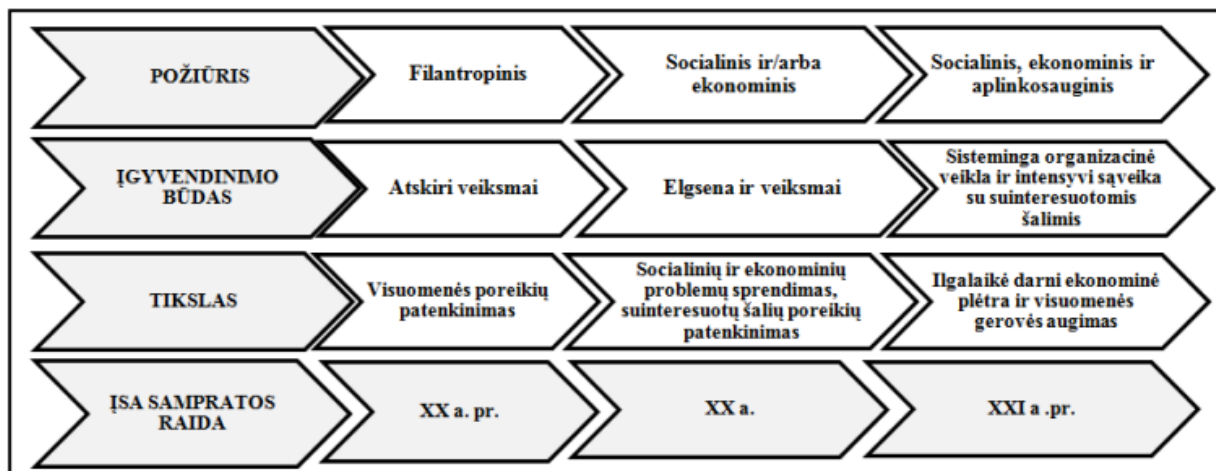 POŽIŪRIS
Filantropinis
Socialinis ir/arba
ekonominis
Socialinis, ekonominis ir
aplinkosauginis
ĮGYVENDINIMO
BŪDAS
Atskiri veiksmai
Elgsena ir veiksmai
Sisteminga organizacinė
veikla ir intensyvi sąveika
su suinteresuotomis
šalimis
TIKSLAS
Visuomenės poreikių
patenkinimas
Socialinių ir ekonominių
problemų sprendimas,
suinteresuotų šalių poreikių
patenkinimas
Ilgalaikė darni ekonominė
plėtra ir visuomenės
gerovės augimas
ĮSA SAMPRATOS
RAIDA
XX a. pr.
XX a.
XXI a .pr.